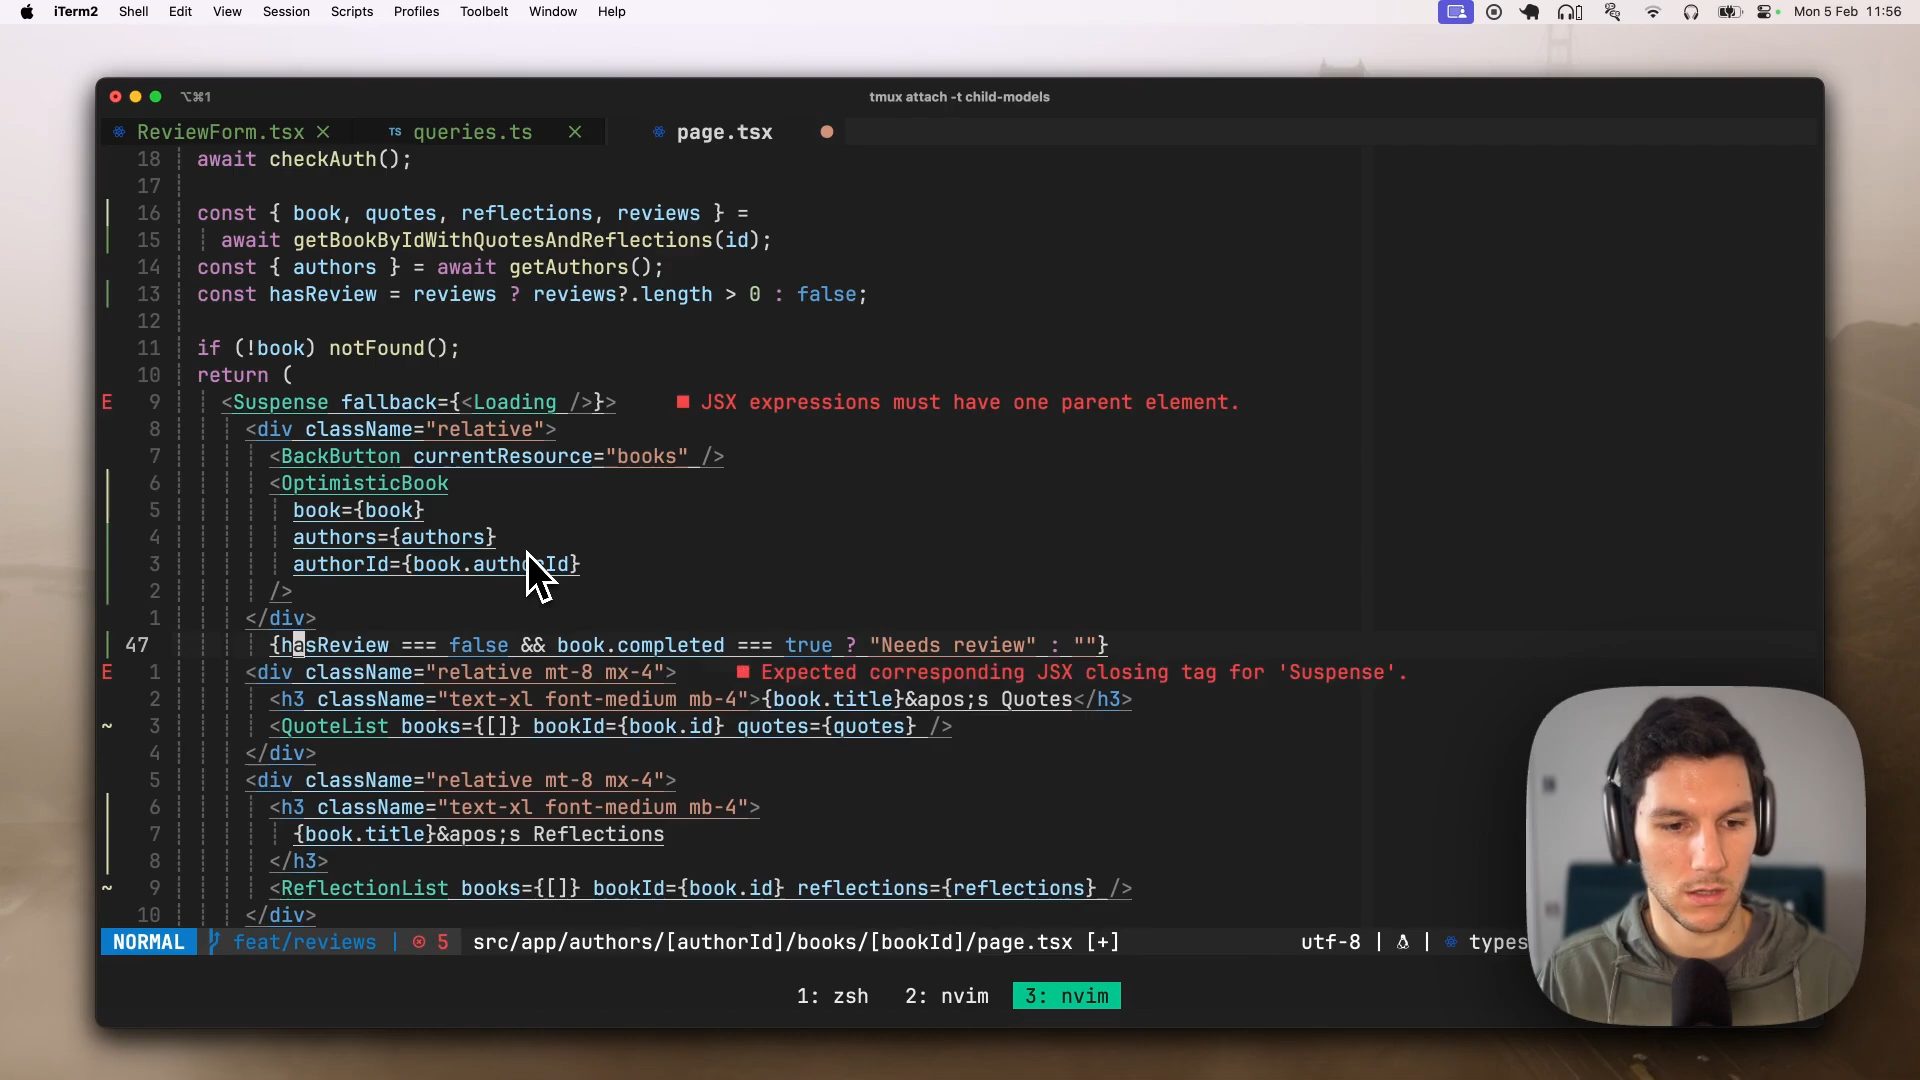 iTerm2 Shell Edit View Session Scripts Profiles Toolbelt Window Help Mon 5 Feb 11:56
⌥⌘1 tmux attach -t child-models
ReviewForm.tsx × TS queries.ts × page.tsx
18 await checkAuth();
17
16 const { book, quotes, reflections, reviews } =
15 await getBookByIdWithQuotesAndReflections(id);
14 const { authors } = await getAuthors();
13 const hasReview = reviews ? reviews?.length > 0 : false;
12
11 if (!book) notFound();
10 return (
E 9 <Suspense fallback={<Loading />}> ■ JSX expressions must have one parent element.
8 <div className="relative">
7 <BackButton currentResource="books" />
6 <OptimisticBook
5 book={book}
4 authors={authors}
3 authorId={book.authorId}
2 />
1 </div>
47 {hasReview === false && book.completed === true ? "Needs review" : ""}
E 1 <div className="relative mt-8 mx-4"> ■ Expected corresponding JSX closing tag for 'Suspense'.
2 <h3 className="text-xl font-medium mb-4">{book.title}&apos;s Quotes</h3>
~ 3 <QuoteList books={[]} bookId={book.id} quotes={quotes} />
4 </div>
5 <div className="relative mt-8 mx-4">
6 <h3 className="text-xl font-medium mb-4">
7 {book.title}&apos;s Reflections
8 </h3>
~ 9 <ReflectionList books={[]} bookId={book.id} reflections={reflections} />
10 </div>
NORMAL feat/reviews | 5 src/app/authors/[authorId]/books/[bookId]/page.tsx [+] utf-8 | | types
1: zsh 2: nvim 3: nvim